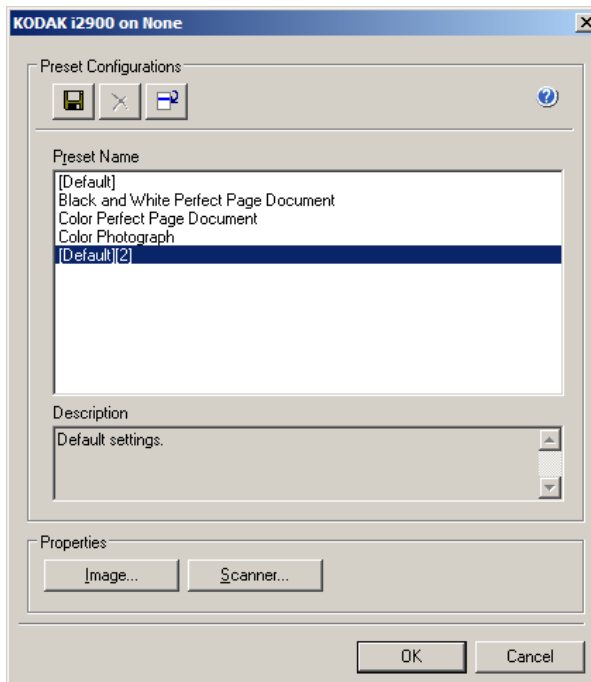 KODAK i2900 on None
Preset Configurations
Preset Name
[Default]
Black and White Perfect Page Document
Color Perfect Page Document
Color Photograph
[Default][2]
Description
Default settings.
Properties
Image...
Scanner...
OK
Cancel